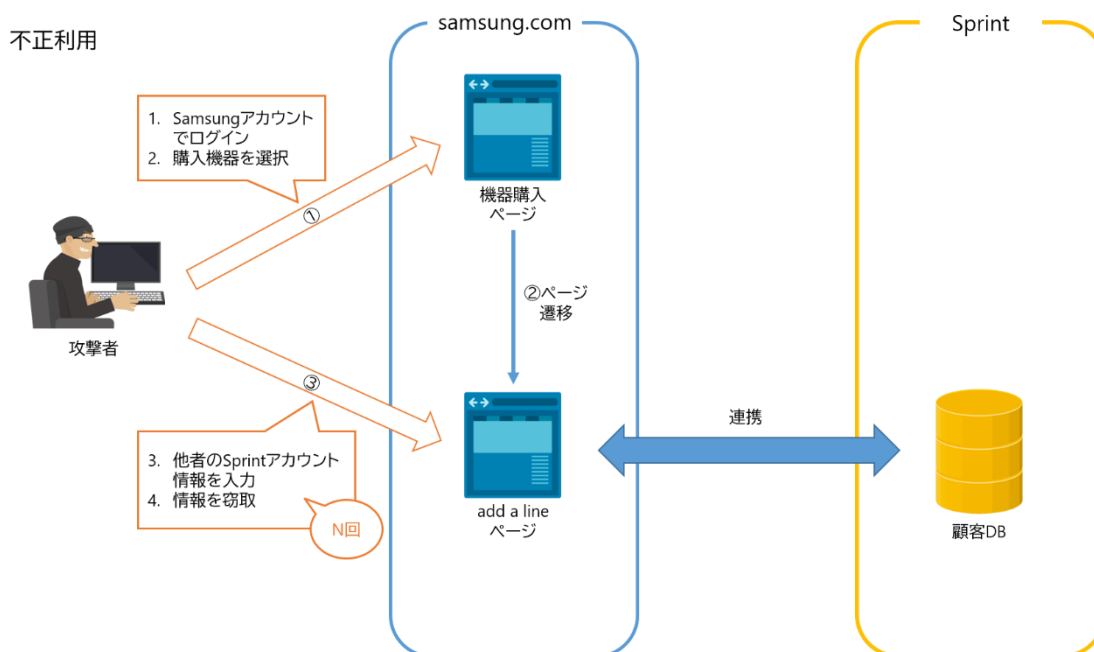 不正利用
samsung.com
Sprint
1. Samsungアカウント
でログイン
2. 購入機器を選択
①
機器購入
ページ
②ページ
遷移
攻撃者
③
3. 他者のSprintアカウント
情報を入力
4. 情報を窃取
N回
add a line
ページ
連携
顧客DB